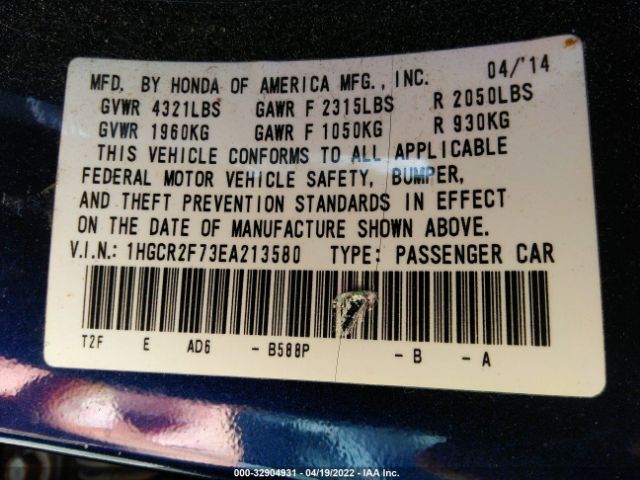 MFD. BY HONDA OF AMERICA MFG., INC. 04/'14
GVWR 4321LBS GAWR F 2315LBS R 2050LBS
GVWR 1960KG GAWR F 1050KG R 930KG
THIS VEHICLE CONFORMS TO ALL APPLICABLE
FEDERAL MOTOR VEHICLE SAFETY, BUMPER,
AND THEFT PREVENTION STANDARDS IN EFFECT
ON THE DATE OF MANUFACTURE SHOWN ABOVE.
V.I.N.: 1HGCR2F73EA213580 TYPE: PASSENGER CAR
T2F E AD6 - B588P - B - A
000-32904931 - 04/19/2022 - IAA Inc.